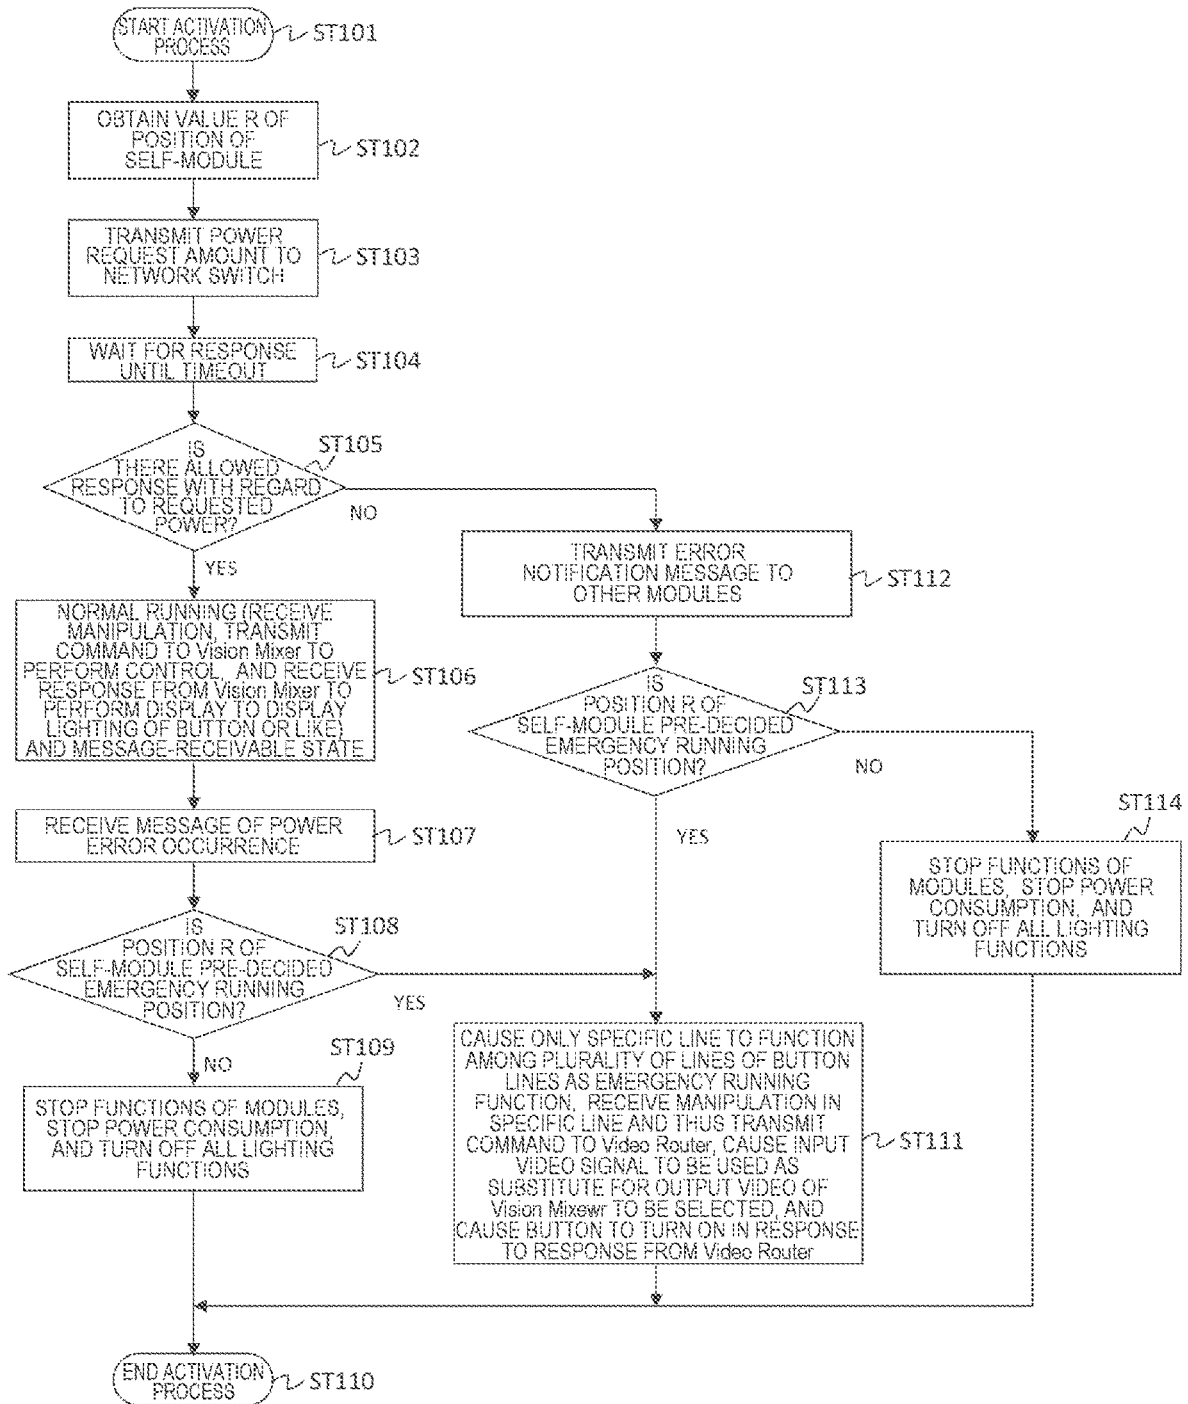 START ACTIVATION
PROCESS
ST101
OBTAIN VALUE R OF
POSITION OF
SELF-MODULE
ST102
TRANSMIT POWER
REQUEST AMOUNT TO
NETWORK SWITCH
ST103
WAIT FOR RESPONSE
UNTIL TIMEOUT
ST104
IS
THERE ALLOWED
RESPONSE WITH REGARD
TO REQUESTED
POWER?
ST105
NO
YES
NORMAL RUNNING (RECEIVE
MANIPULATION, TRANSMIT
COMMAND TO Vision Mixer TO
PERFORM CONTROL, AND RECEIVE
RESPONSE FROM Vision Mixer TO
PERFORM DISPLAY TO DISPLAY
LIGHTING OF BUTTON OR LIKE)
AND MESSAGE-RECEIVABLE STATE
ST106
RECEIVE MESSAGE OF POWER
ERROR OCCURRENCE
ST107
IS
POSITION R OF
SELF-MODULE PRE-DECIDED
EMERGENCY RUNNING
POSITION?
ST108
YES
NO
STOP FUNCTIONS OF MODULES,
STOP POWER CONSUMPTION,
AND TURN OFF ALL LIGHTING
FUNCTIONS
ST109
TRANSMIT ERROR
NOTIFICATION MESSAGE TO
OTHER MODULES
ST112
IS
POSITION R OF
SELF-MODULE PRE-DECIDED
EMERGENCY RUNNING
POSITION?
ST113
NO
YES
STOP FUNCTIONS OF
MODULES, STOP POWER
CONSUMPTION, AND
TURN OFF ALL LIGHTING
FUNCTIONS
ST114
CAUSE ONLY SPECIFIC LINE TO FUNCTION
AMONG PLURALITY OF LINES OF BUTTON
LINES AS EMERGENCY RUNNING
FUNCTION, RECEIVE MANIPULATION IN
SPECIFIC LINE AND THUS TRANSMIT
COMMAND TO Video Router, CAUSE INPUT
VIDEO SIGNAL TO BE USED AS
SUBSTITUTE FOR OUTPUT VIDEO OF
Vision Mixewr TO BE SELECTED, AND
CAUSE BUTTON TO TURN ON IN RESPONSE
TO RESPONSE FROM Video Router
ST111
END ACTIVATION
PROCESS
ST110